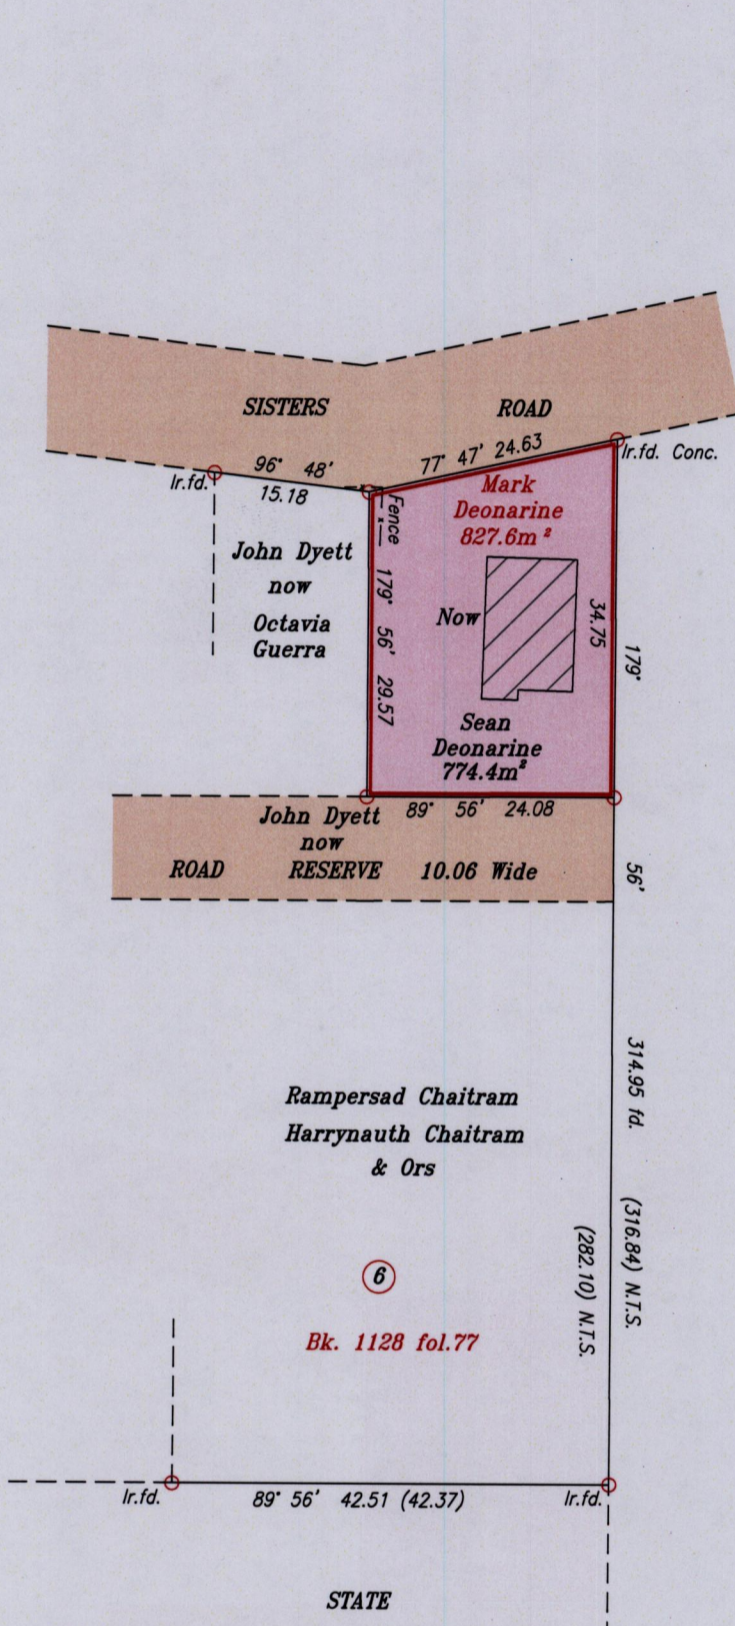 SISTERS ROAD
96° 48'
15.18
77° 47' 24.63
Ir.fd.
Ir.fd. Conc.
Fence
179° 56' 29.57
Mark
Deonarine
827.6m²
John Dyett
now
Octavia
Guerra
Now
34.75
179°
56'
Sean
Deonarine
774.4m²
89° 56' 24.08
John Dyett
now
ROAD RESERVE 10.06 Wide
314.95 fd.
(316.84) N.T.S.
(282.10) N.T.S.
Rampersad Chaitram
Harrynauth Chaitram
& Ors
6
Bk. 1128 fol.77
Ir.fd.
89° 56' 42.51 (42.37)
Ir.fd.
STATE